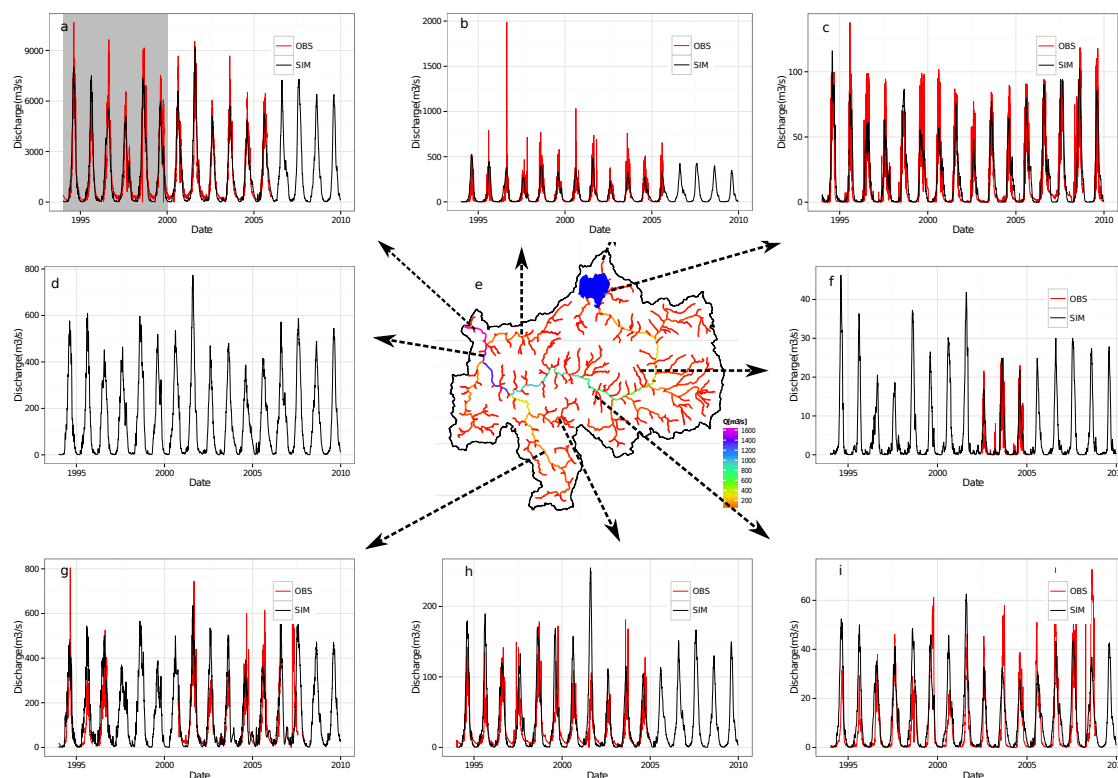 a
OBS
SIM
Discharge(m3/s)
9000
6000
3000
0
1995
2000
2005
2010
Date
b
OBS
SIM
Discharge(m3/s)
2000
1500
1000
500
0
1995
2000
2005
2010
Date
c
OBS
SIM
Discharge(m3/s)
100
50
0
1995
2000
2005
2010
Date
d
Discharge(m3/s)
800
600
400
200
0
1995
2000
2005
2010
Date
e
Q[m3/s]
1600
1400
1200
1000
800
600
400
200
f
OBS
SIM
Discharge(m3/s)
40
30
20
10
0
1995
2000
2005
Date
g
OBS
SIM
Discharge(m3/s)
800
600
400
200
0
1995
2000
2005
2010
Date
h
OBS
SIM
Discharge(m3/s)
200
100
0
1995
2000
2005
2010
Date
i
OBS
SIM
Discharge(m3/s)
60
40
20
0
1995
2000
2005
Date